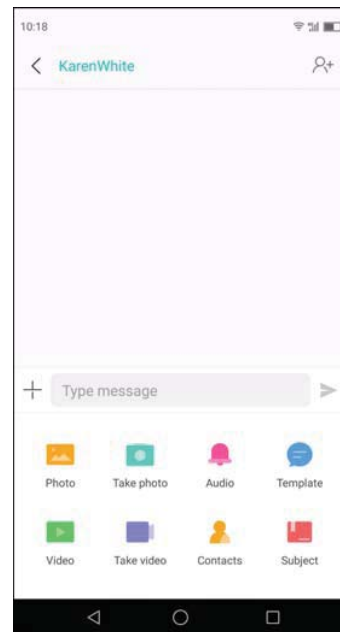 10:18
KarenWhite
Type message
Photo Take photo Audio Template
Video Take video Contacts Subject